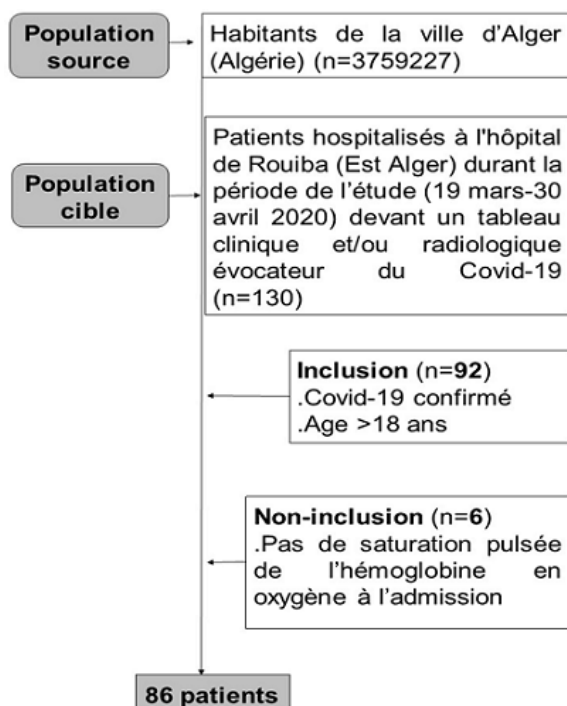 Population
source
Habitants de la ville d'Alger
(Algérie) (n=3759227)
Population
cible
Patients hospitalisés à l'hôpital
de Rouiba (Est Alger) durant la
période de l'étude (19 mars-30
avril 2020) devant un tableau
clinique et/ou radiologique
évocateur du Covid-19
(n=130)
Inclusion (n=92)
.Covid-19 confirmé
.Age >18 ans
Non-inclusion (n=6)
.Pas de saturation pulsée
de l'hémoglobine en
oxygène à l'admission
86 patients